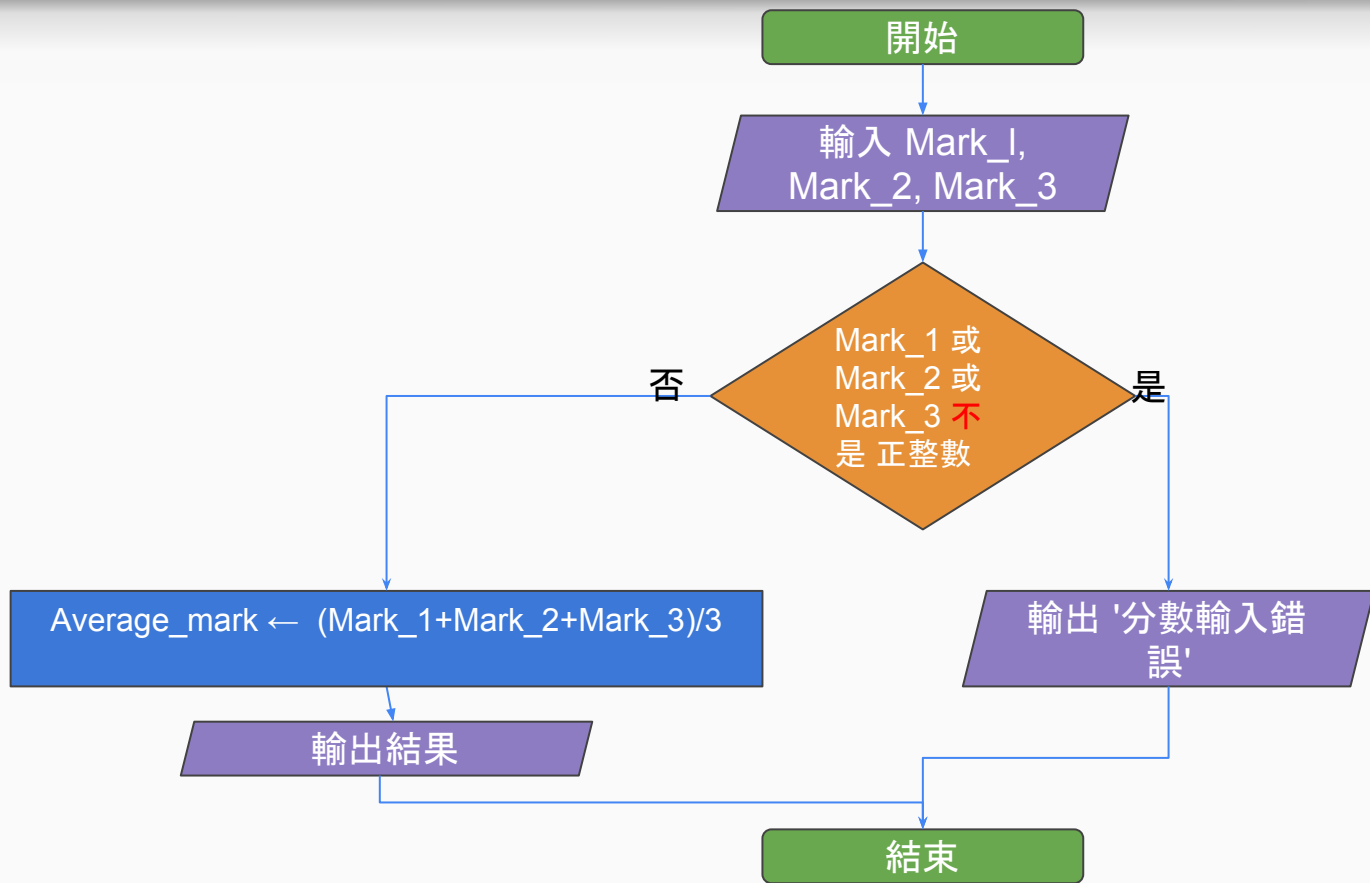 開始
輸入 Mark_l,
Mark_2, Mark_3
Mark_1 或
Mark_2 或
Mark_3 不
是 正整數
否
是
Average_mark ← (Mark_1+Mark_2+Mark_3)/3
輸出 '分數輸入錯
誤'
輸出結果
結束